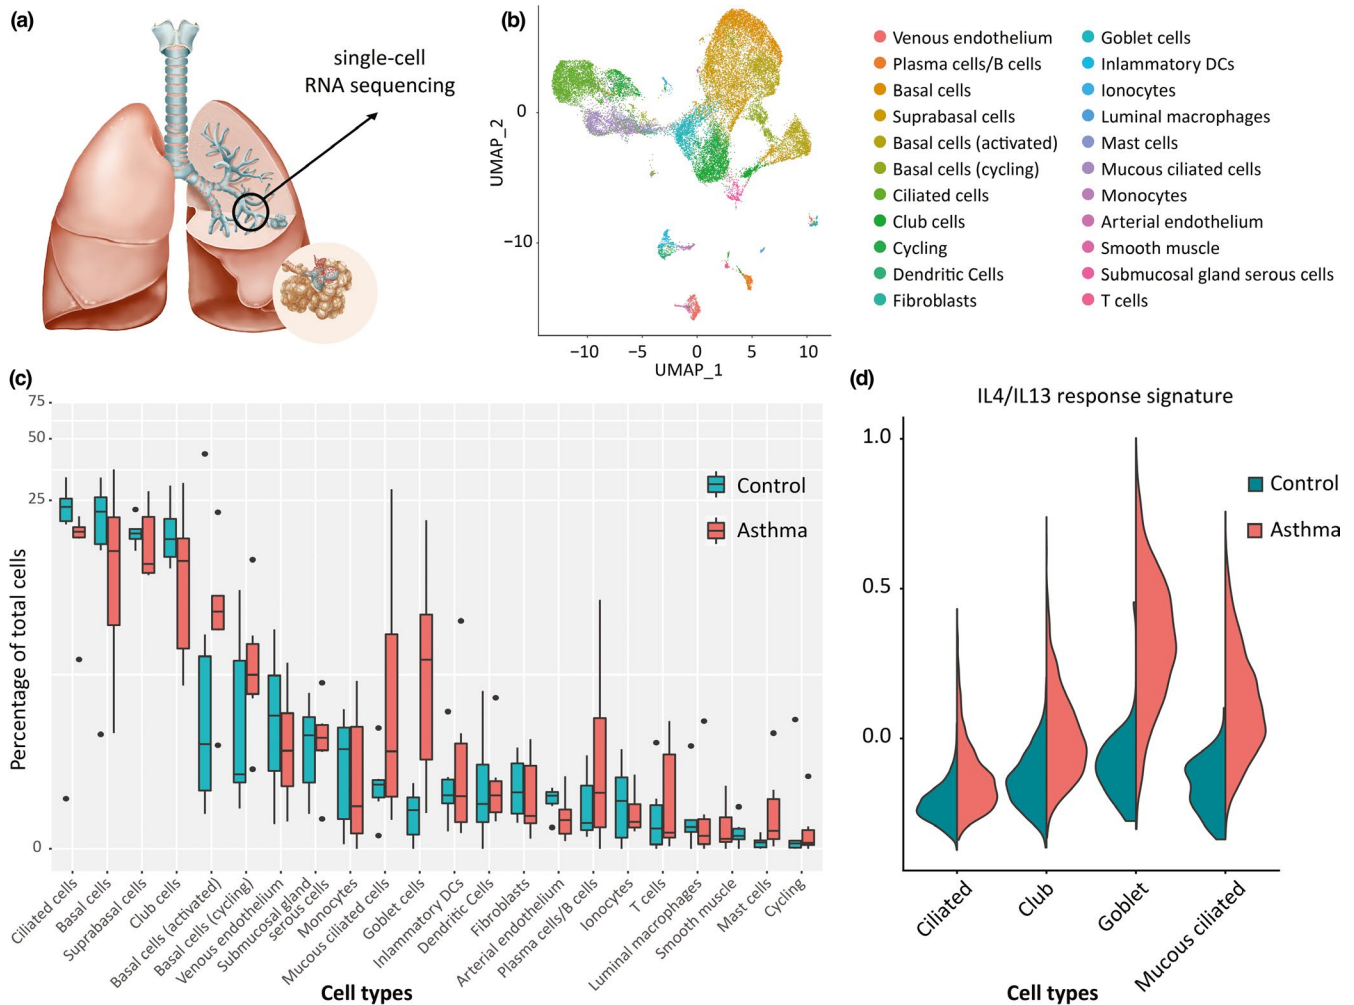 (a)
single-cell
RNA sequencing
(b)
UMAP_2
0
−10
−10
−5
0
5
10
UMAP_1
Venous endothelium
Plasma cells/B cells
Basal cells
Suprabasal cells
Basal cells (activated)
Basal cells (cycling)
Ciliated cells
Club cells
Cycling
Dendritic Cells
Fibroblasts
Goblet cells
Inlammatory DCs
Ionocytes
Luminal macrophages
Mast cells
Mucous ciliated cells
Monocytes
Arterial endothelium
Smooth muscle
Submucosal gland serous cells
T cells
(c)
Percentage of total cells
75
50
25
0
Control
Asthma
Ciliated cells
Basal cells
Suprabasal cells
Club cells
Basal cells (activated)
Basal cells (cycling)
Venous endothelium
Submucosal gland
serous cells
Monocytes
Mucous ciliated cells
Goblet cells
Inlammatory DCs
Dendritic Cells
Fibroblasts
Arterial endothelium
Plasma cells/B cells
Ionocytes
T cells
Luminal macrophages
Smooth muscle
Mast cells
Cycling
Cell types
(d)
IL4/IL13 response signature
1.0
0.5
0.0
Control
Asthma
Ciliated
Club
Goblet
Mucous ciliated
Cell types